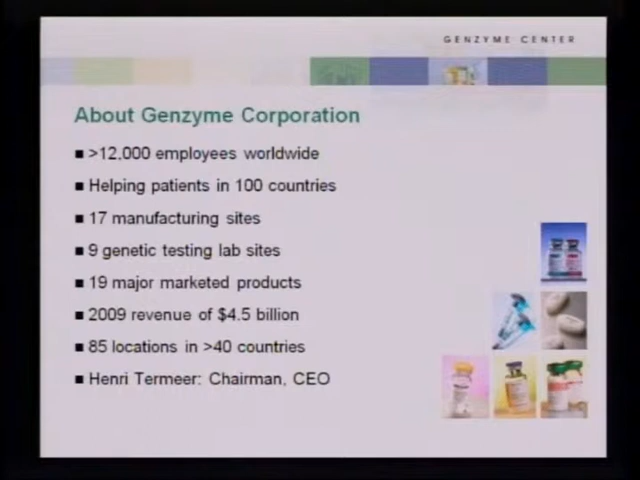 GENZYME CENTER
About Genzyme Corporation
■ >12,000 employees worldwide
■ Helping patients in 100 countries
■ 17 manufacturing sites
■ 9 genetic testing lab sites
■ 19 major marketed products
■ 2009 revenue of $4.5 billion
■ 85 locations in >40 countries
■ Henri Termeer: Chairman, CEO